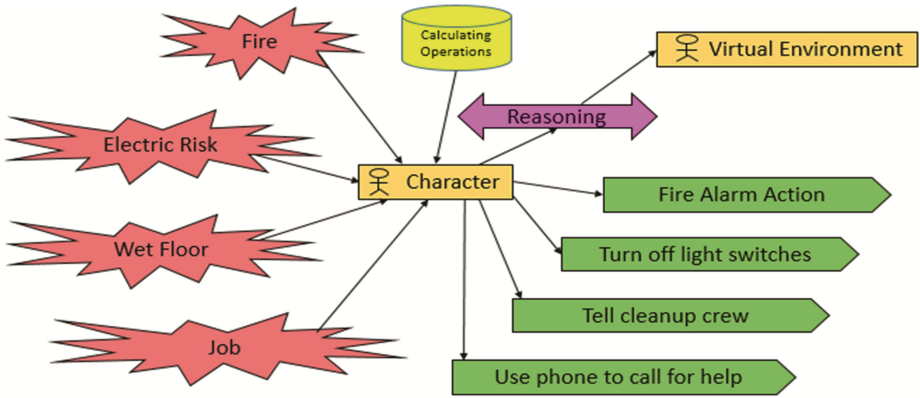 Fire
Calculating
Operations
Virtual Environment
Reasoning
Electric Risk
Character
Fire Alarm Action
Wet Floor
Turn off light switches
Tell cleanup crew
Job
Use phone to call for help